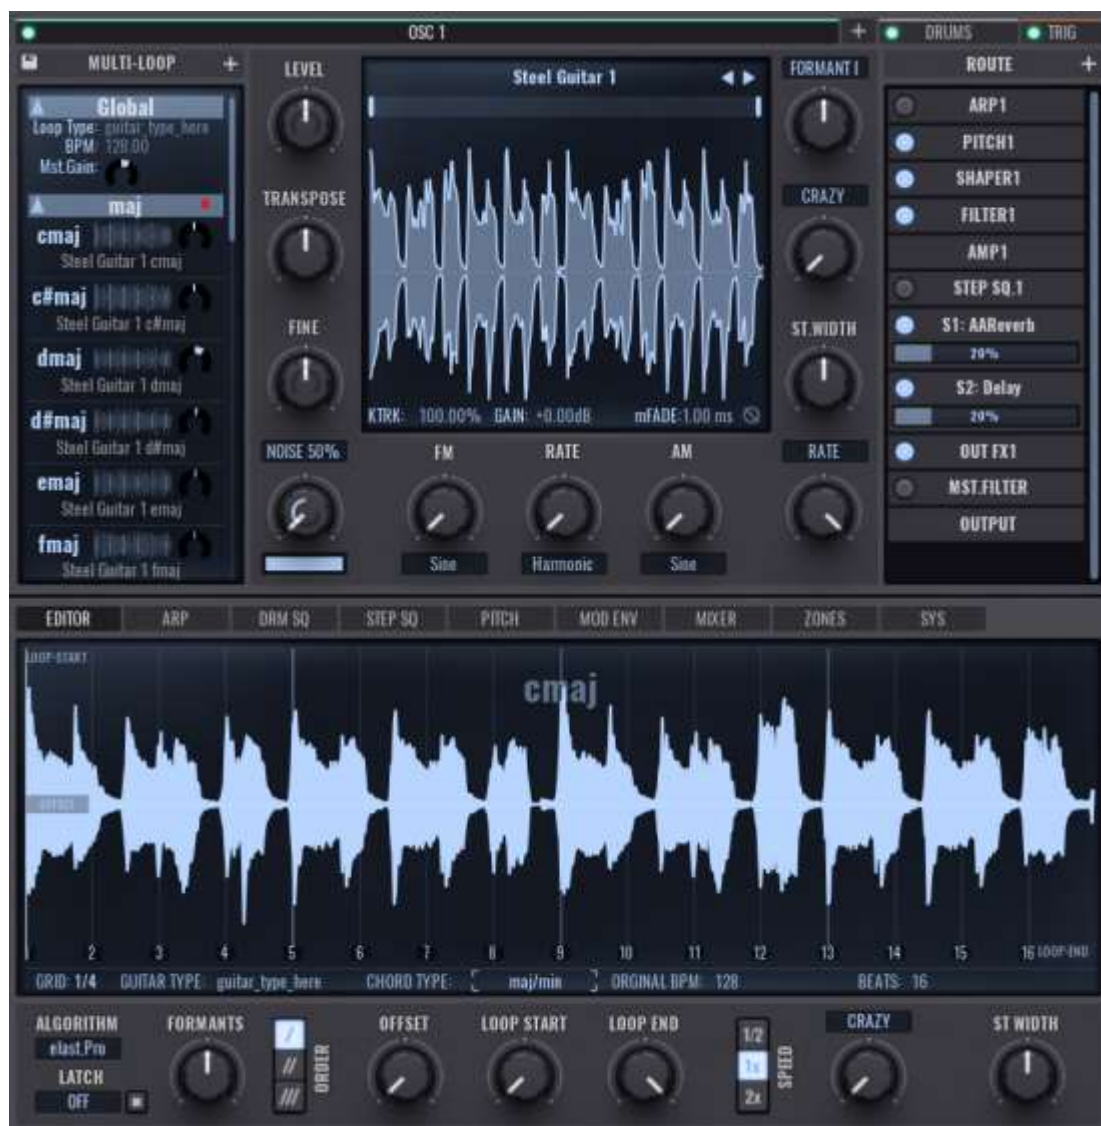 OSC 1 + DRUMS TRIG
MULTI-LOOP +
Global
Loop Type: guitar_type_here
BPM: 128.00
Mst.Gain:
maj
cmaj
Steel Guitar 1 cmaj
c#maj
Steel Guitar 1 c#maj
dmaj
Steel Guitar 1 dmaj
d#maj
Steel Guitar 1 d#maj
emaj
Steel Guitar 1 emaj
fmaj
Steel Guitar 1 fmaj
LEVEL
TRANSPOSE
FINE
NOISE 50%
Steel Guitar 1
KTRK: 100.00% GAIN: +0.00dB mFADE:1.00 ms
FM RATE AM
Sine Harmonic Sine
FORMANT
CRAZY
ST.WIDTH
RATE
ROUTE +
ARP1
PITCH1
SHAPER1
FILTER1
AMP1
STEP SQ.1
S1: AAReverb
20%
S2: Delay
20%
OUT FX1
MST.FILTER
OUTPUT
EDITOR ARP DRM SQ STEP SQ PITCH MOD ENV MIXER ZONES SYS
LOOP-START
cmaj
OFFSET
2 3 4 5 6 7 8 9 10 11 12 13 14 15 16 LOOP-END
GRID: 1/4 GUITAR TYPE: guitar_type_here CHORD TYPE: [ maj/min ] ORGINAL BPM: 128 BEATS: 16
ALGORITHM
elast.Pro
LATCH
OFF
FORMANTS
/
//
///
ORDER
OFFSET
LOOP START
LOOP END
1/2
1x
2x
SPEED
CRAZY
ST WIDTH